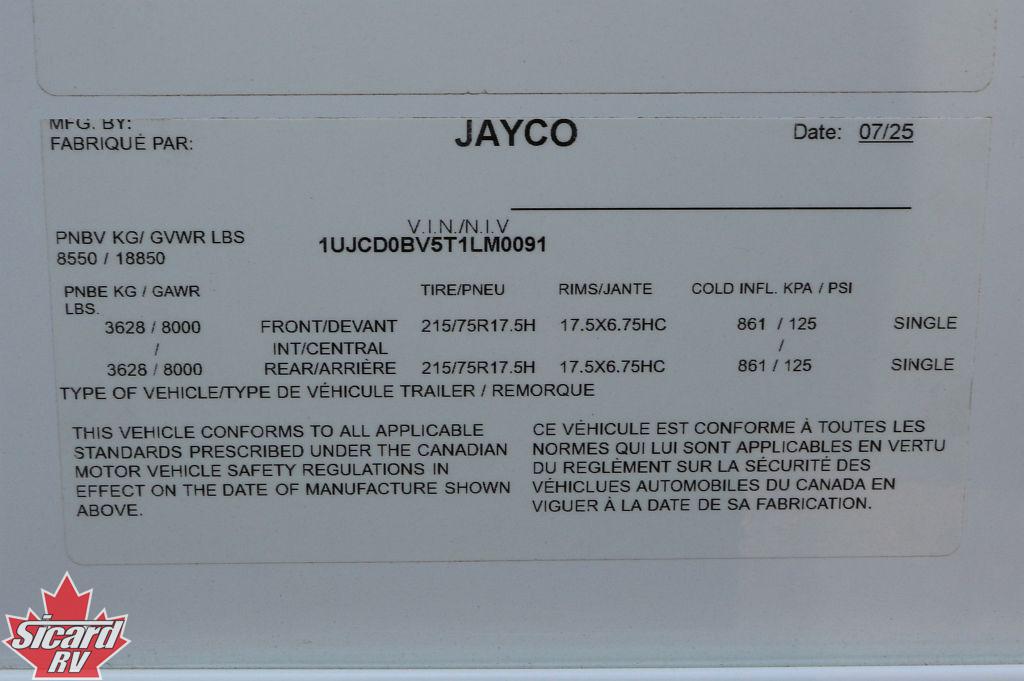 MFG. BY:
FABRIQUÉ PAR:
JAYCO
Date: 07/25
V.I.N./N.I.V
PNBV KG/ GVWR LBS
8550 / 18850
1UJCD0BV5T1LM0091
PNBE KG / GAWR LBS.
TIRE/PNEU RIMS/JANTE COLD INFL. KPA / PSI
3628 / 8000 FRONT/DEVANT 215/75R17.5H 17.5X6.75HC 861 / 125 SINGLE
/ INT/CENTRAL /
3628 / 8000 REAR/ARRIÈRE 215/75R17.5H 17.5X6.75HC 861 / 125 SINGLE
TYPE OF VEHICLE/TYPE DE VÉHICULE TRAILER / REMORQUE
THIS VEHICLE CONFORMS TO ALL APPLICABLE
STANDARDS PRESCRIBED UNDER THE CANADIAN
MOTOR VEHICLE SAFETY REGULATIONS IN
EFFECT ON THE DATE OF MANUFACTURE SHOWN
ABOVE.
CE VÉHICULE EST CONFORME À TOUTES LES
NORMES QUI LUI SONT APPLICABLES EN VERTU
DU REGLÈMENT SUR LA SÉCURITÉ DES
VÉHICLUES AUTOMOBILES DU CANADA EN
VIGUER À LA DATE DE SA FABRICATION.
Sicard
RV